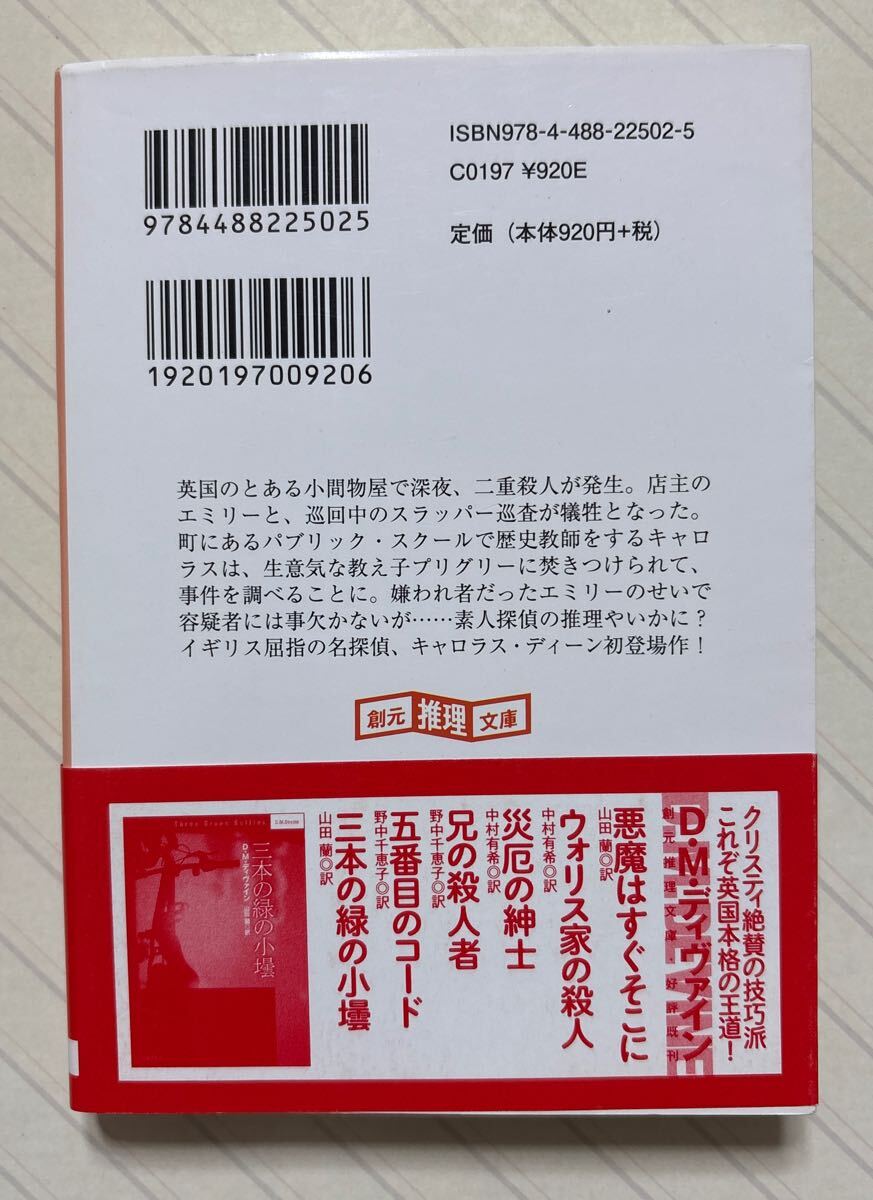 ISBN978-4-488-22502-5
C0197 ¥920E
定価（本体920円+税）
9784488225025
1920197009206
英国のとある小間物屋で深夜、二重殺人が発生。店主の
エミリーと、巡回中のスラッパー巡査が犠牲となった。
町にあるパブリック・スクールで歴史教師をするキャロ
ラスは、生意気な教え子プリグリーに焚きつけられて、
事件を調べることに。嫌われ者だったエミリーのせいで
容疑者には事欠かないが……素人探偵の推理やいかに？
イギリス屈指の名探偵、キャロラス・ディーン初登場作！
創元推理文庫
クリスティ絶賛の技巧派
これぞ英国本格の王道！
D・M・ディヴァイン
創元推理文庫・好評既刊
悪魔はすぐそこに
山田 蘭◎訳
ウォリス家の殺人
中村有希◎訳
災厄の紳士
中村有希◎訳
兄の殺人者
野中千恵子◎訳
五番目のコード
野中千恵子◎訳
三本の緑の小壜
山田 蘭◎訳
Three Green Bottles
D.M.Devine
三本の緑の小壜
D・M・ディヴァイン
山田 蘭 訳